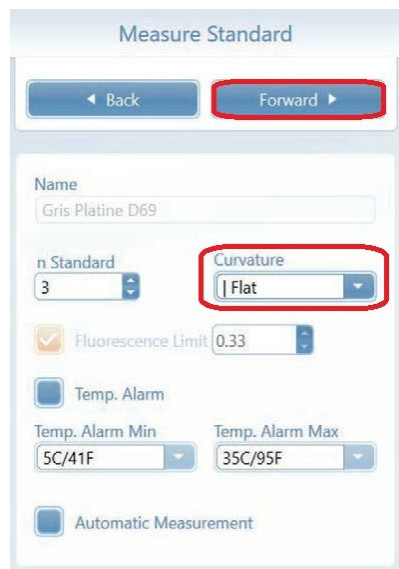 Measure Standard
Back Forward
Name
Gris Platine D69
n Standard Curvature
3 | Flat
Fluorescence Limit 0.33
Temp. Alarm
Temp. Alarm Min Temp. Alarm Max
5C/41F 35C/95F
Automatic Measurement